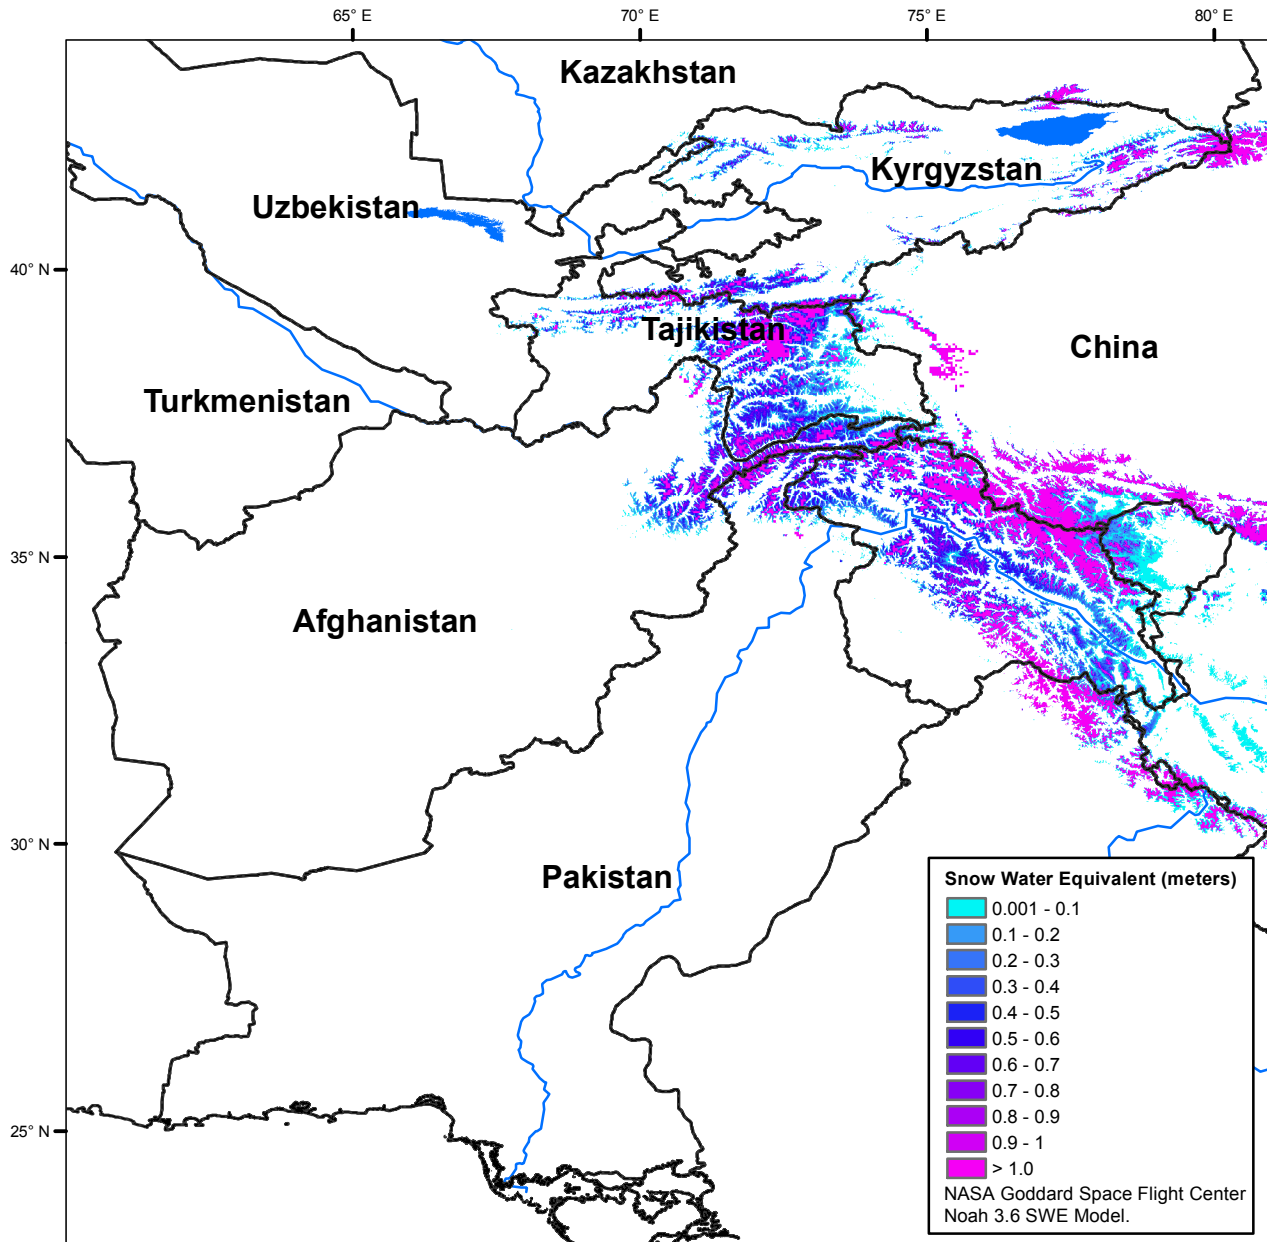 65° E
70° E
75° E
80° E
Kazakhstan
Kyrgyzstan
Uzbekistan
40° N
Tajikistan
China
Turkmenistan
35° N
Afghanistan
30° N
Pakistan
25° N
Snow Water Equivalent (meters)
0.001 - 0.1
0.1 - 0.2
0.2 - 0.3
0.3 - 0.4
0.4 - 0.5
0.5 - 0.6
0.6 - 0.7
0.7 - 0.8
0.8 - 0.9
0.9 - 1
> 1.0
NASA Goddard Space Flight Center
Noah 3.6 SWE Model.